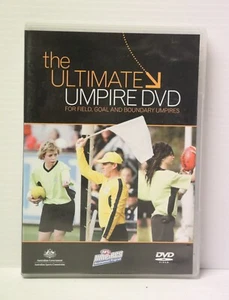 the
ULTIMATE
UMPIRE DVD
FOR FIELD, GOAL AND BOUNDARY UMPIRES
DVD